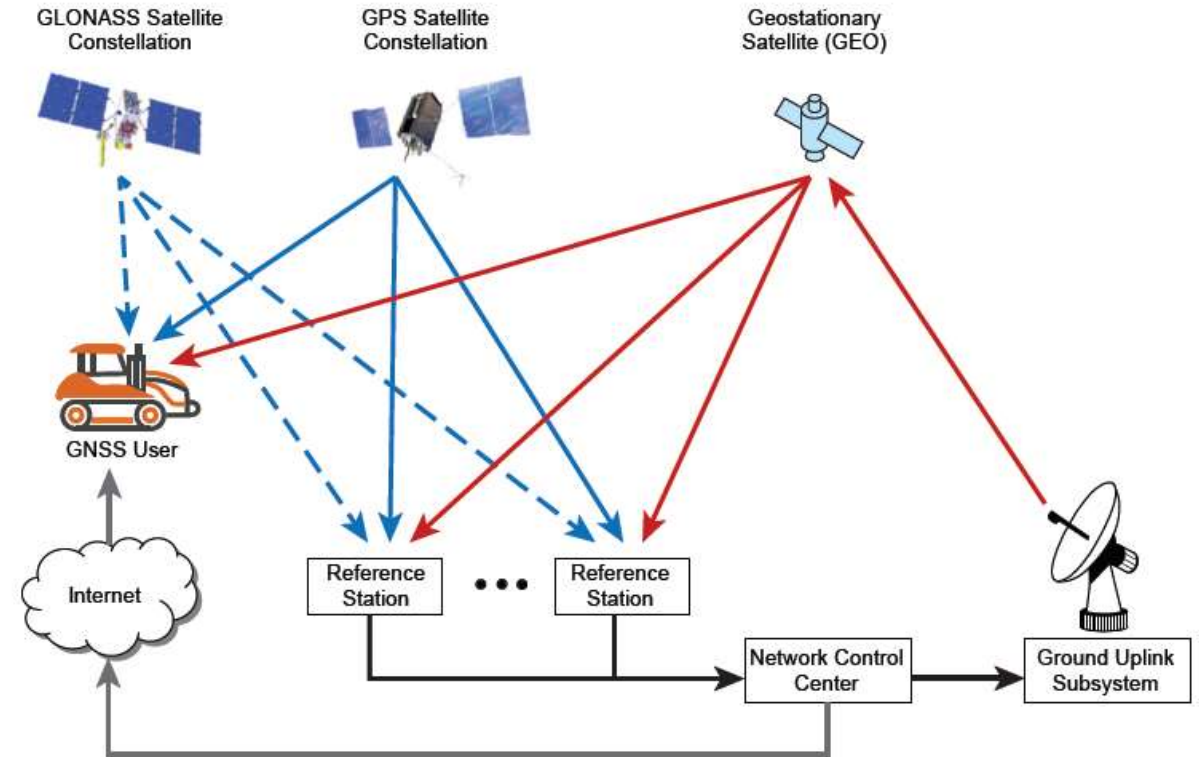 GLONASS Satellite
Constellation
GPS Satellite
Constellation
Geostationary
Satellite (GEO)
GNSS User
Internet
Reference
Station
Reference
Station
Network Control
Center
Ground Uplink
Subsystem